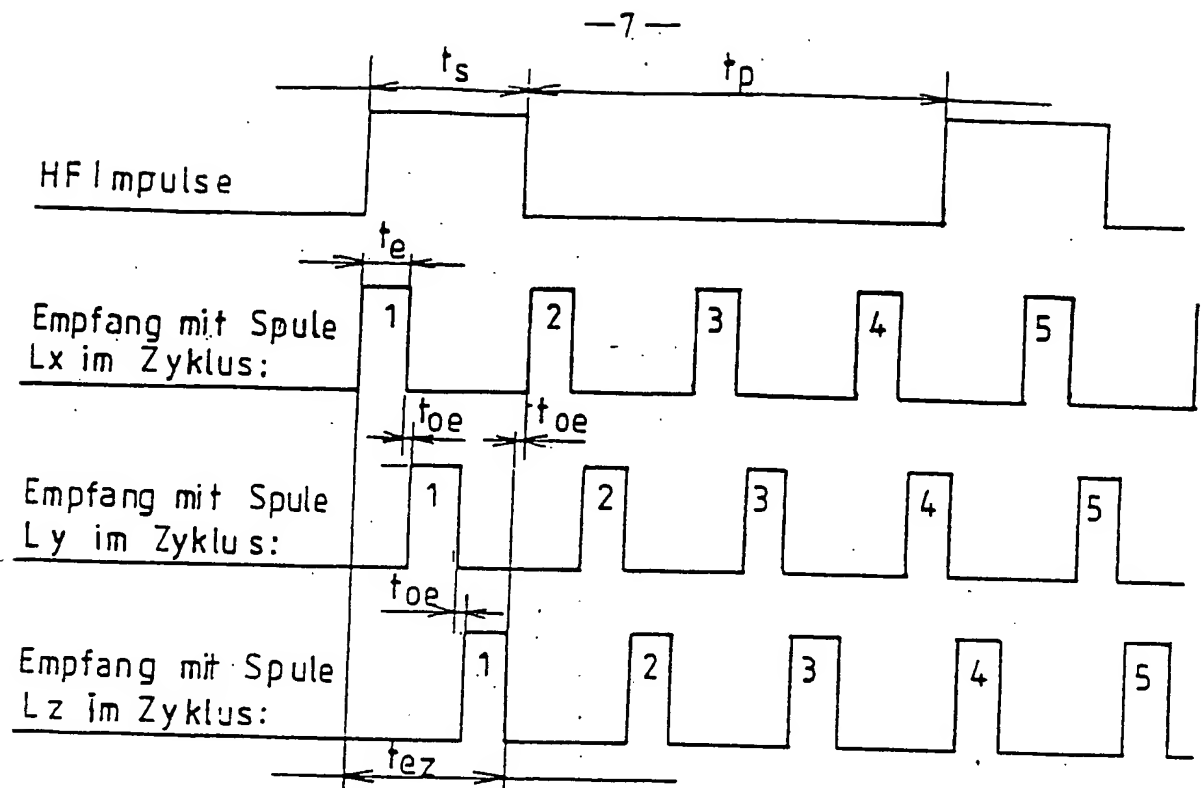 —7—
ts
tp
HF Impulse
te
Empfang mit Spule
Lx im Zyklus:
1
2
3
4
5
toe
toe
Empfang mit Spule
Ly im Zyklus:
1
2
3
4
5
toe
Empfang mit Spule
Lz im Zyklus:
1
2
3
4
5
tez